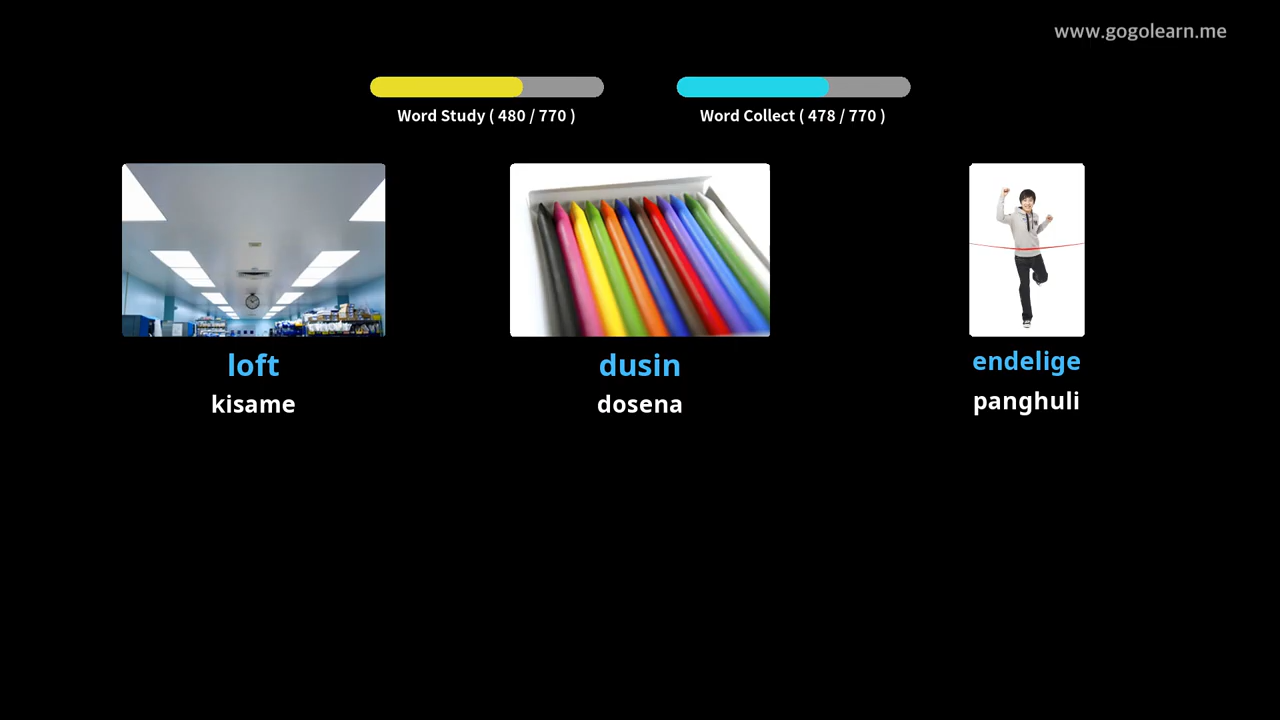 www.gogolearn.me
Word Study ( 480 / 770 )
Word Collect ( 478 / 770 )
loft
dusin
endelige
kisame
dosena
panghuli